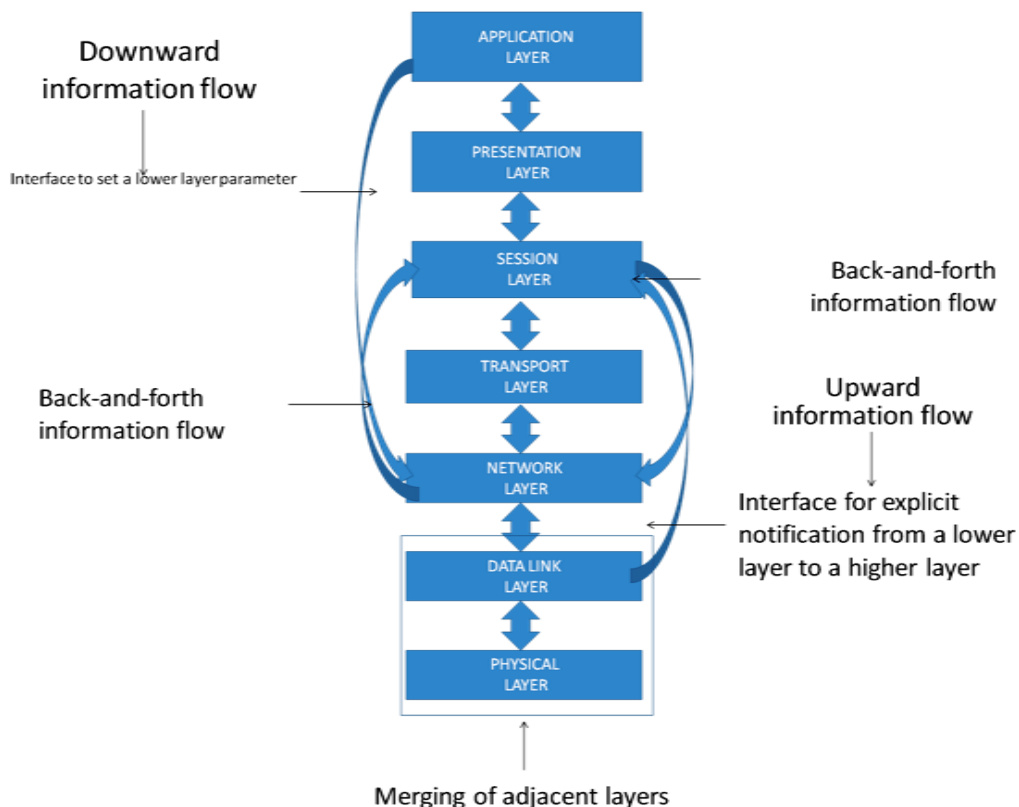 APPLICATION
LAYER
Downward
information flow
PRESENTATION
LAYER
Interface to set a lower layer parameter
SESSION
LAYER
Back-and-forth
information flow
TRANSPORT
LAYER
Back-and-forth
information flow
Upward
information flow
NETWORK
LAYER
Interface for explicit
notification from a lower
layer to a higher layer
DATA LINK
LAYER
PHYSICAL
LAYER
Merging of adjacent layers